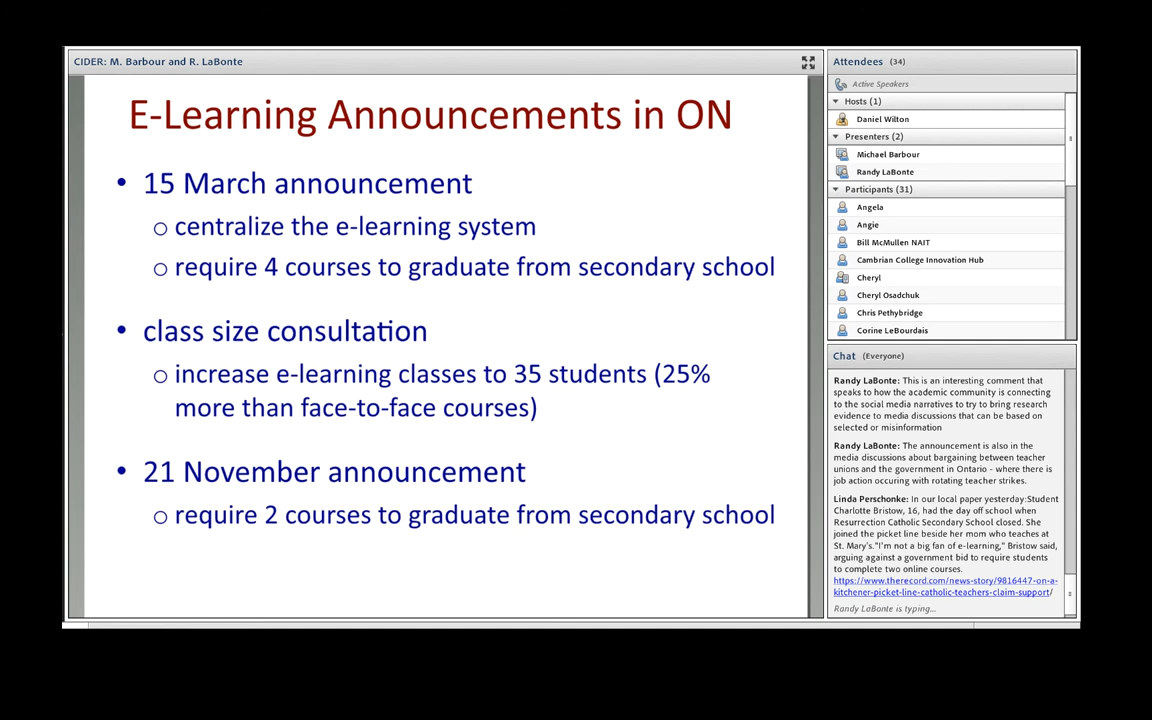 CIDER: M. Barbour and R. LaBonte
E-Learning Announcements in ON
• 15 March announcement
o centralize the e-learning system
o require 4 courses to graduate from secondary school
• class size consultation
o increase e-learning classes to 35 students (25%
more than face-to-face courses)
• 21 November announcement
o require 2 courses to graduate from secondary school
Attendees (34)
Active Speakers
Hosts (1)
Daniel Wilton
Presenters (2)
Michael Barbour
Randy LaBonte
Participants (31)
Angela
Angie
Bill McMullen NAIT
Cambrian College Innovation Hub
Cheryl
Cheryl Osadchuk
Chris Pethybridge
Corine LeBourdais
Chat (Everyone)
Randy LaBonte: This is an interesting comment that
speaks to how the academic community is connecting
to the social media narratives to try to bring research
evidence to media discussions that can be based on
selected or misinformation
Randy LaBonte: The announcement is also in the
media discussions about bargaining between teacher
unions and the government in Ontario - where there is
job action occuring with rotating teacher strikes.
Linda Perschonke: In our local paper yesterday:Student
Charlotte Bristow, 16, had the day off school when
Resurrection Catholic Secondary School closed. She
joined the picket line beside her mom who teaches at
St. Mary's."I'm not a big fan of e-learning," Bristow said,
arguing against a government bid to require students
to complete two online courses.
https://www.therecord.com/news-story/9816447-on-a-
kitchener-picket-line-catholic-teachers-claim-support/
Randy LaBonte is typing...